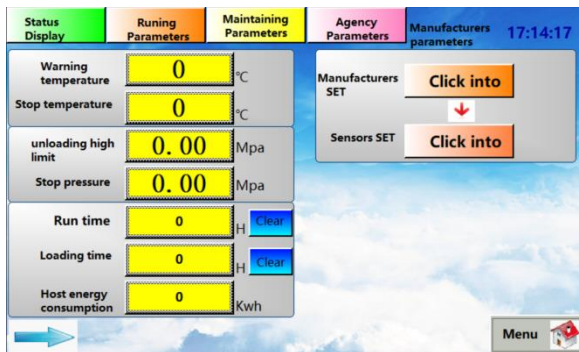 Status
Display
Runing
Parameters
Maintaining
Parameters
Agency
Parameters
Manufacturers
parameters
17:14:17
Warning
temperature
0
℃
Stop temperature
0
℃
unloading high
limit
0.00
Mpa
Stop pressure
0.00
Mpa
Run time
0
H
Clear
Loading time
0
H
Clear
Host energy
consumption
0
Kwh
Manufacturers
SET
Click into
Sensors SET
Click into
Menu